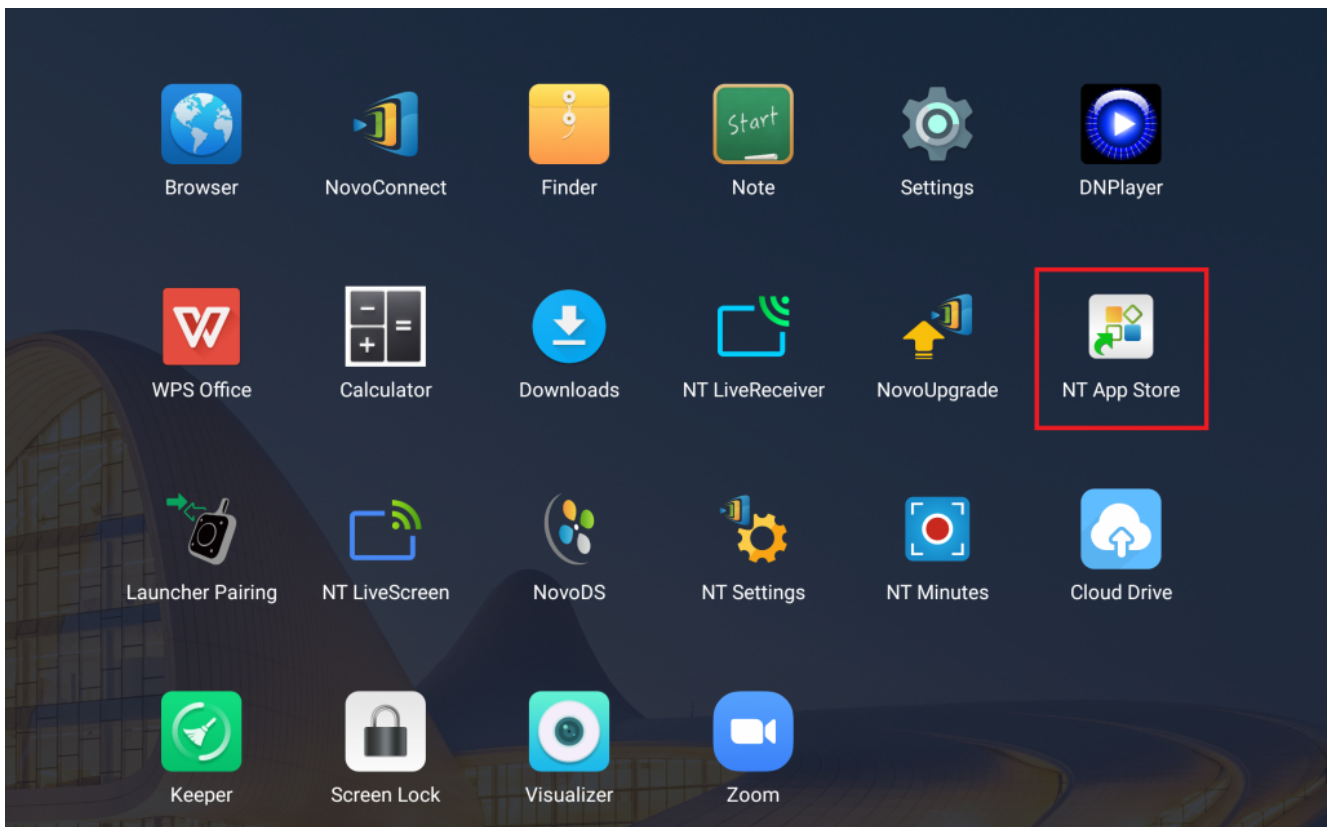 Start
Browser NovoConnect Finder Note Settings DNPlayer
WPS Office Calculator Downloads NT LiveReceiver NovoUpgrade NT App Store
Launcher Pairing NT LiveScreen NovoDS NT Settings NT Minutes Cloud Drive
Keeper Screen Lock Visualizer Zoom